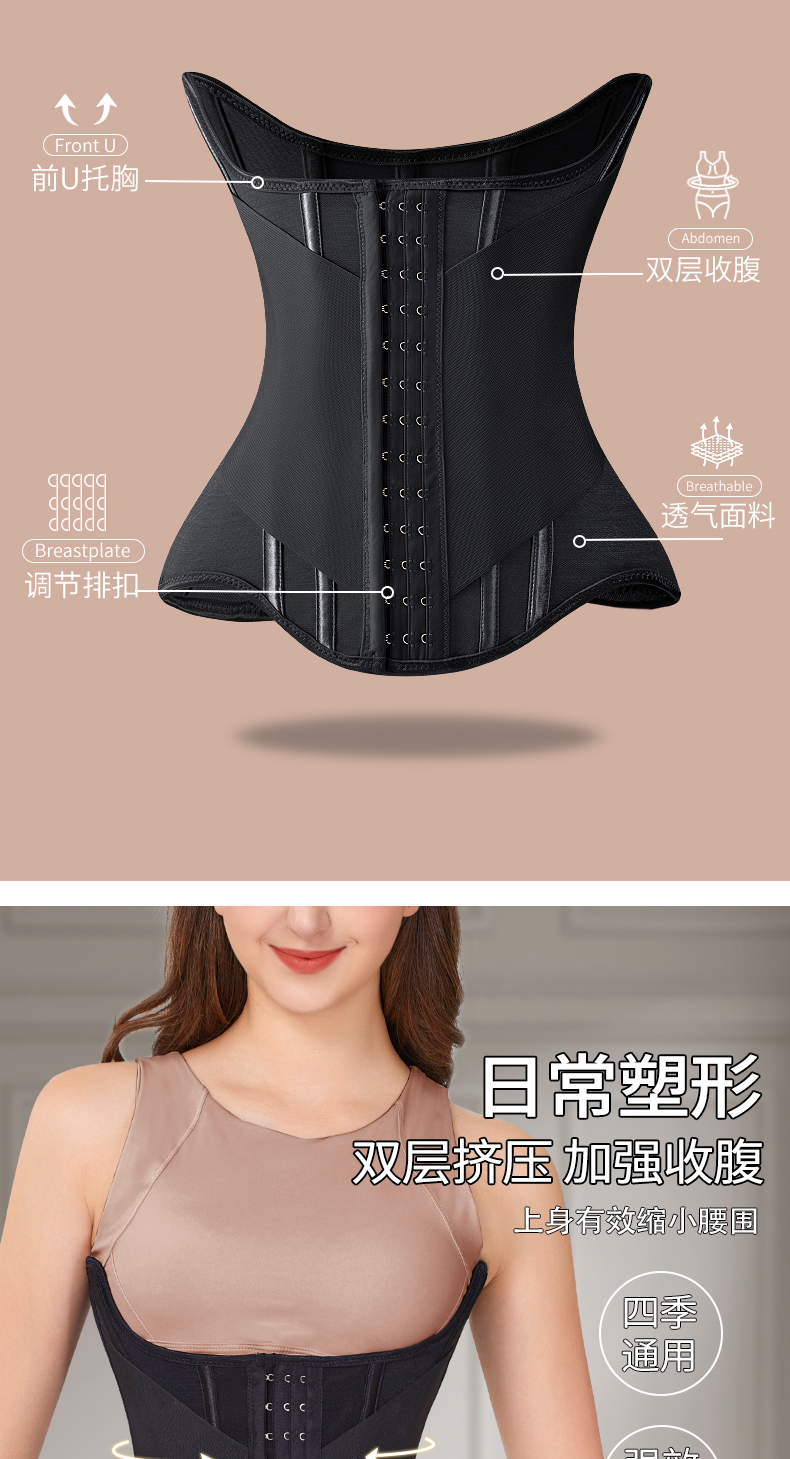 Front U
前U托胸
Abdomen
双层收腹
Breathable
透气面料
Breastplate
调节排扣
日常塑形
双层挤压 加强收腹
上身有效缩小腰围
四季
通用
强效